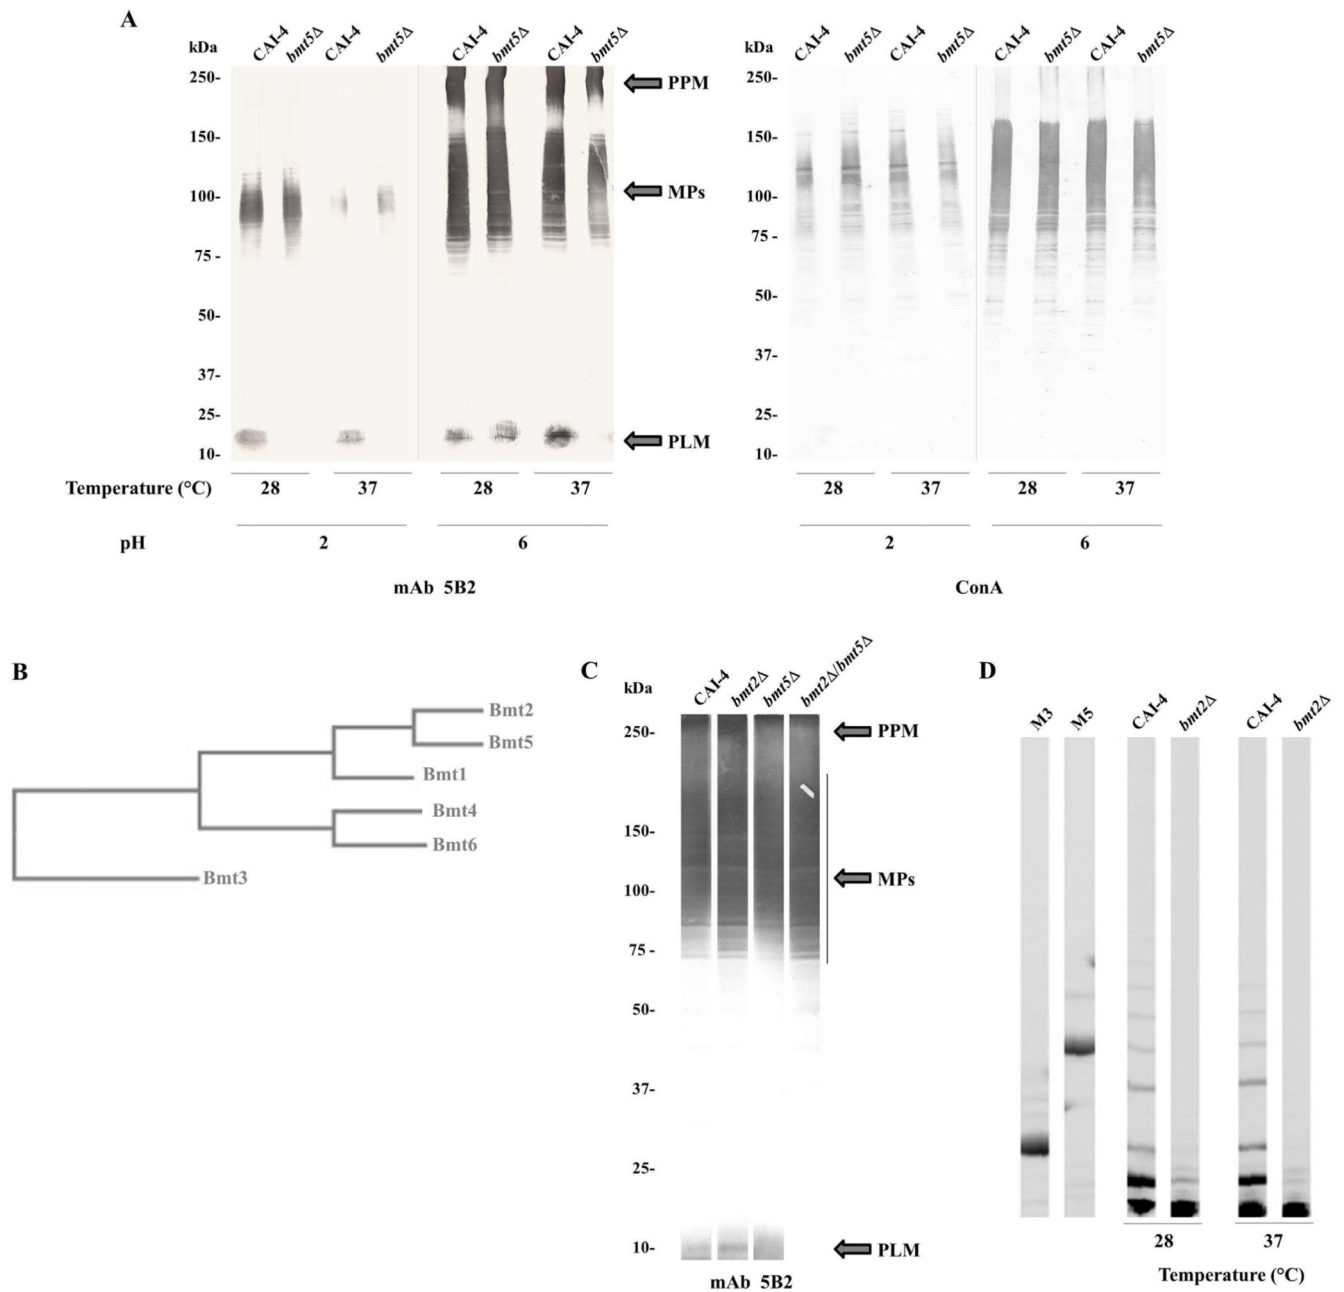 A
kDa
CAI-4 bmt5Δ CAI-4 bmt5Δ CAI-4 bmt5Δ CAI-4 bmt5Δ
250-
150-
100-
75 -
50-
37-
25-
10-
PPM
MPs
PLM
kDa
CAI-4 bmt5Δ CAI-4 bmt5Δ CAI-4 bmt5Δ CAI-4 bmt5Δ
250-
150-
100-
75 -
50-
37-
25-
10-
Temperature (°C) 28 37 28 37 28 37 28 37
pH 2 6 2 6
mAb 5B2 ConA
B
Bmt2
Bmt5
Bmt1
Bmt4
Bmt6
Bmt3
C
kDa
CAI-4 bmt2Δ bmt5Δ bmt2Δ/bmt5Δ
250-
150-
100-
75 -
50-
37-
25-
10-
PPM
MPs
PLM
mAb 5B2
D
M3 M5 CAI-4 bmt2Δ CAI-4 bmt2Δ
28 37
Temperature (°C)